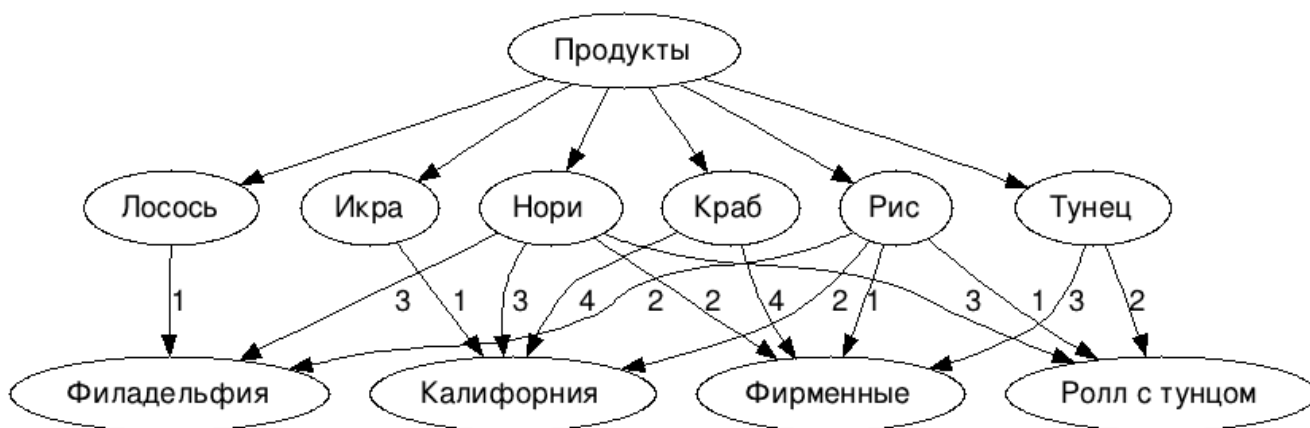 Продукты
Лосось Икра Нори Краб Рис Тунец
1 3 1 3 4 2 2 4 2 1 3 1 3 2
Филадельфия Калифорния Фирменные Ролл с тунцом